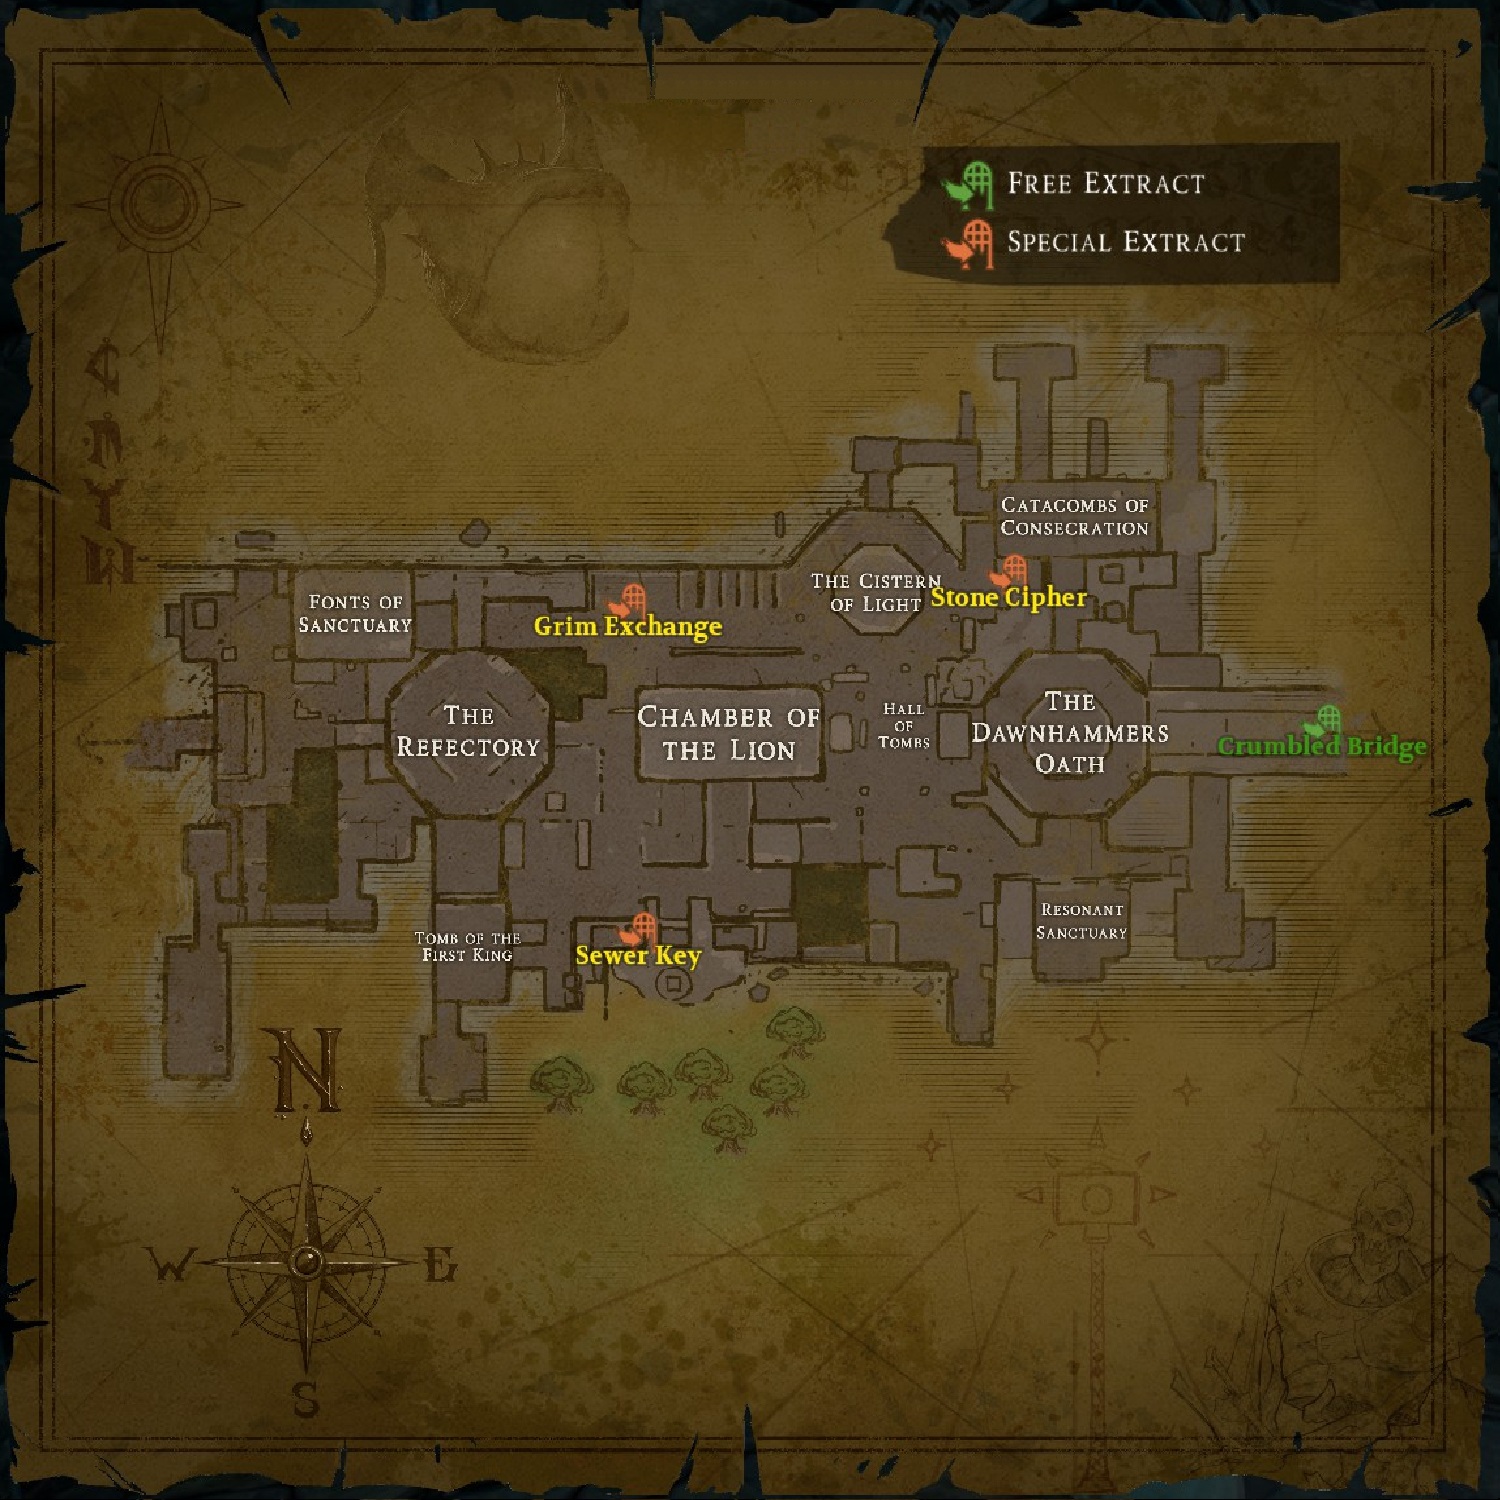 FREE EXTRACT
SPECIAL EXTRACT
CATACOMBS OF
CONSECRATION
THE CISTERN
OF LIGHT
Stone Cipher
FONTS OF
SANCTUARY
Grim Exchange
THE
REFECTORY
CHAMBER OF
THE LION
HALL
OF
TOMBS
THE
DAWNHAMMERS
OATH
Crumbled Bridge
RESONANT
SANCTUARY
TOMB OF THE
FIRST KING
Sewer Key
N
W
E
S